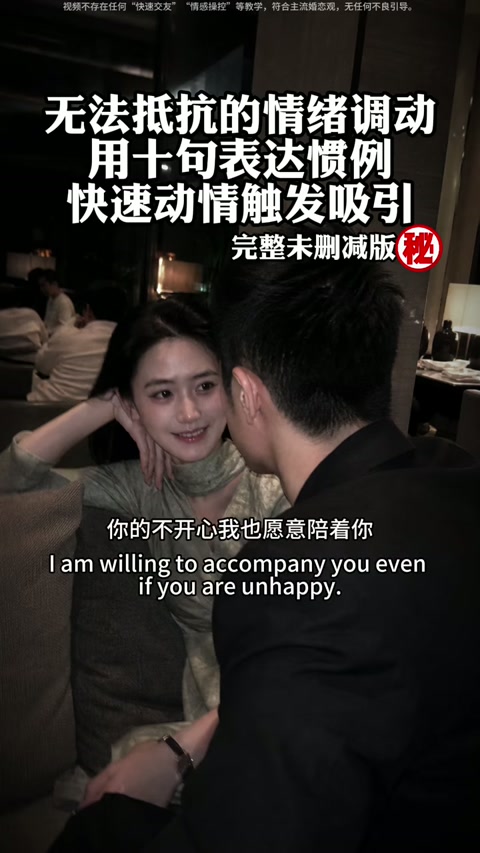 视频不存在任何“快速交友”“情感操控”等教学，符合主流婚恋观，无任何不良引导。
无法抵抗的情绪调动
用十句表达惯例
快速动情触发吸引
完整未删减版 秘
你的不开心我也愿意陪着你
I am willing to accompany you even
if you are unhappy.